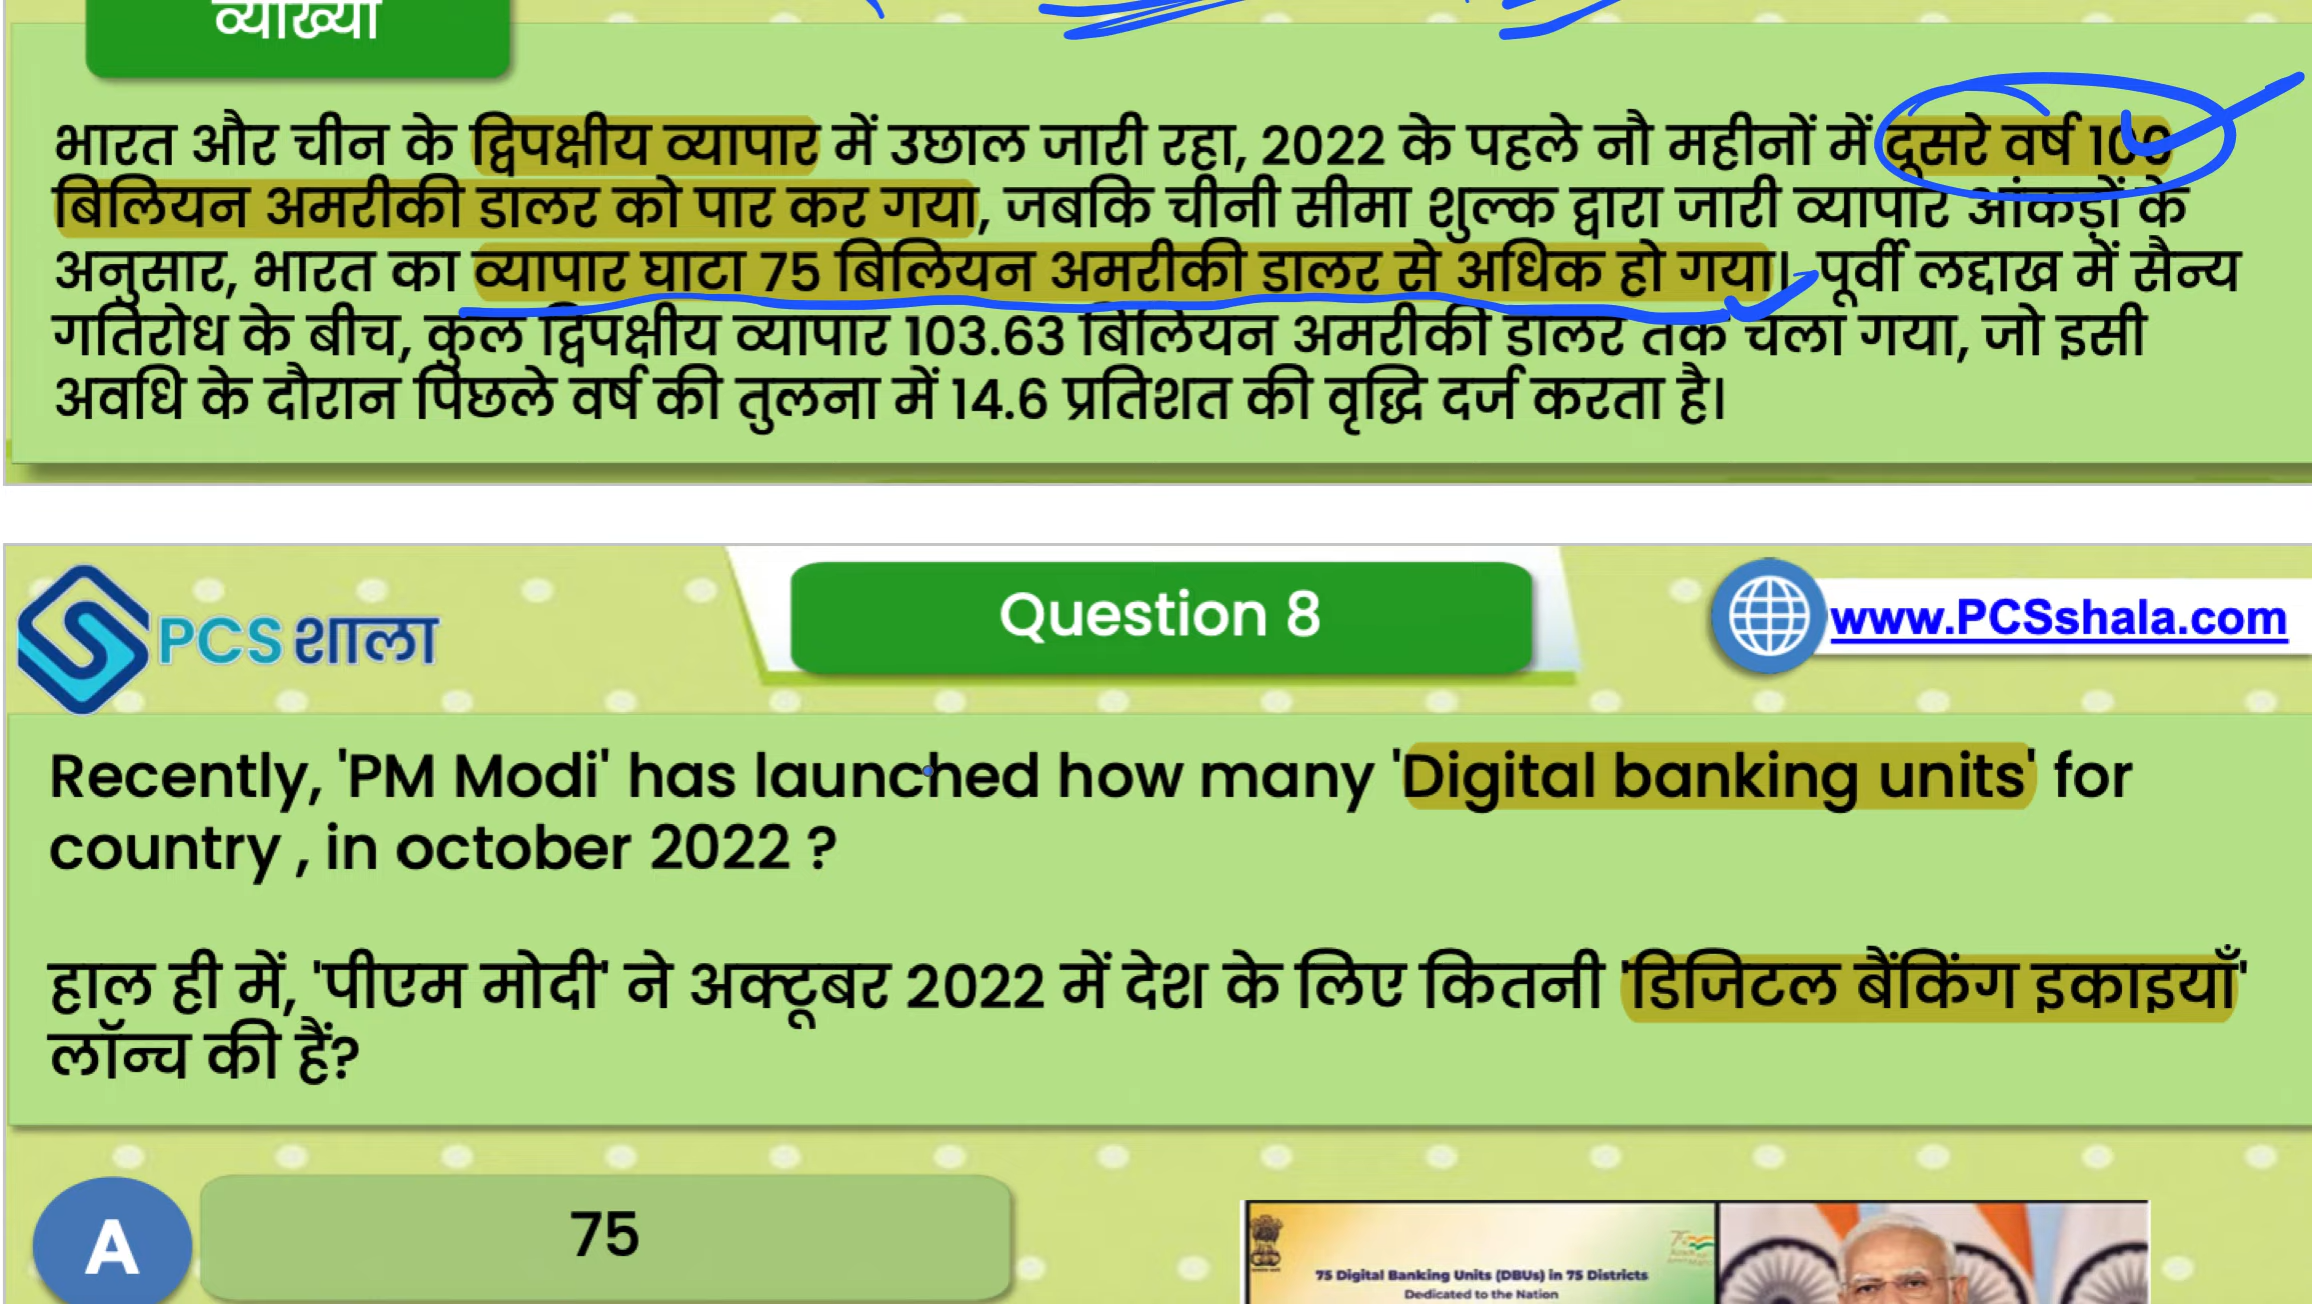 व्याख्या
भारत और चीन के द्विपक्षीय व्यापार में उछाल जारी रहा, 2022 के पहले नौ महीनों में दूसरे वर्ष 100
बिलियन अमरीकी डालर को पार कर गया, जबकि चीनी सीमा शुल्क द्वारा जारी व्यापार आंकड़ों के
अनुसार, भारत का व्यापार घाटा 75 बिलियन अमरीकी डालर से अधिक हो गया। पूर्वी लद्दाख में सैन्य
गतिरोध के बीच, कुल द्विपक्षीय व्यापार 103.63 बिलियन अमरीकी डालर तक चला गया, जो इसी
अवधि के दौरान पिछले वर्ष की तुलना में 14.6 प्रतिशत की वृद्धि दर्ज करता है।
PCS शाला
Question 8
www.PCSshala.com
Recently, 'PM Modi' has launched how many 'Digital banking units' for
country , in october 2022 ?
हाल ही में, 'पीएम मोदी' ने अक्टूबर 2022 में देश के लिए कितनी 'डिजिटल बैंकिंग इकाइयाँ'
लॉन्च की हैं?
A
75
75 Digital Banking Units (DBUs) in 75 Districts
Dedicated to the Nation